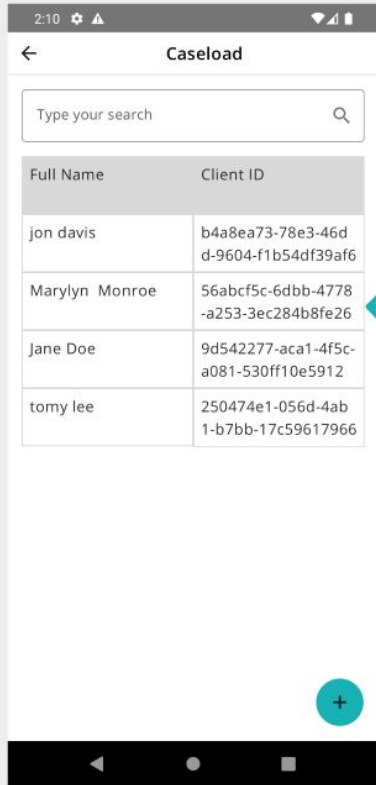 2:10
Caseload
Type your search
Full Name Client ID
jon davis b4a8ea73-78e3-46d
d-9604-f1b54df39af6
Marylyn  Monroe 56abcf5c-6dbb-4778
-a253-3ec284b8fe26
Jane Doe 9d542277-aca1-4f5c-
a081-530ff10e5912
tomy lee 250474e1-056d-4ab
1-b7bb-17c59617966
+